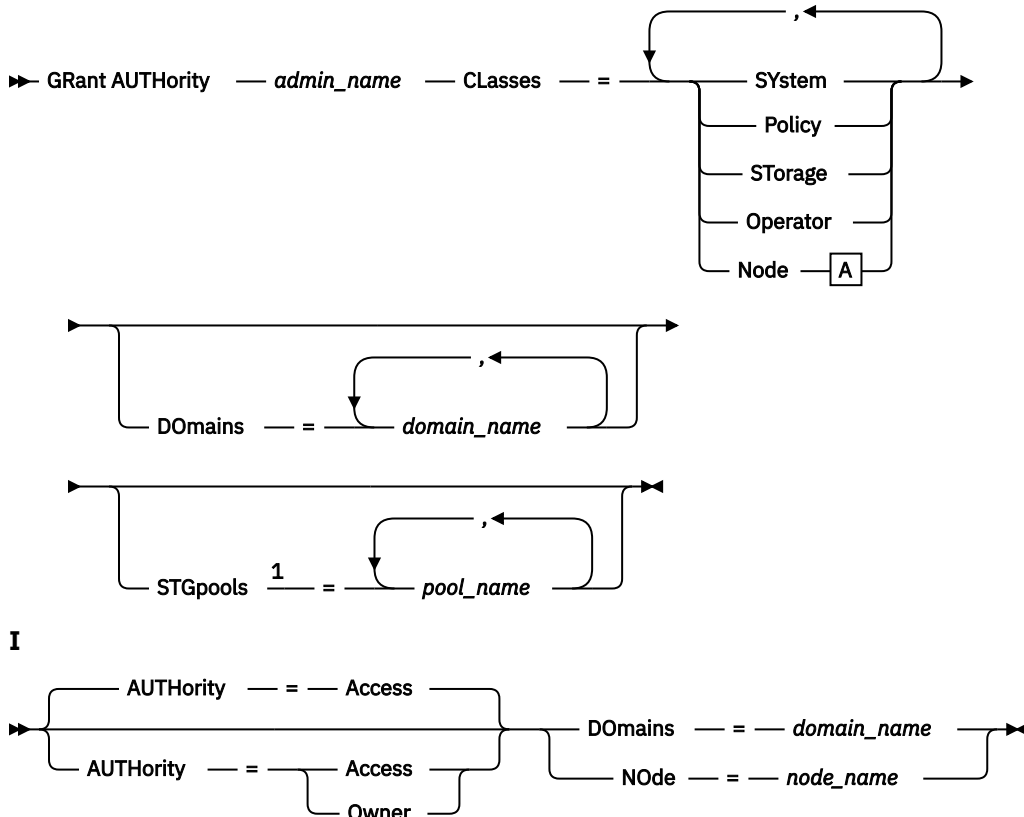 ,
GRant AUTHority admin_name CLasses = SYstem
Policy
STorage
Operator
Node A
,
DOmains = domain_name
,
STGpools 1 = pool_name
I
AUTHority = Access
DOmains = domain_name
AUTHority = Access
NOde = node_name
Owner